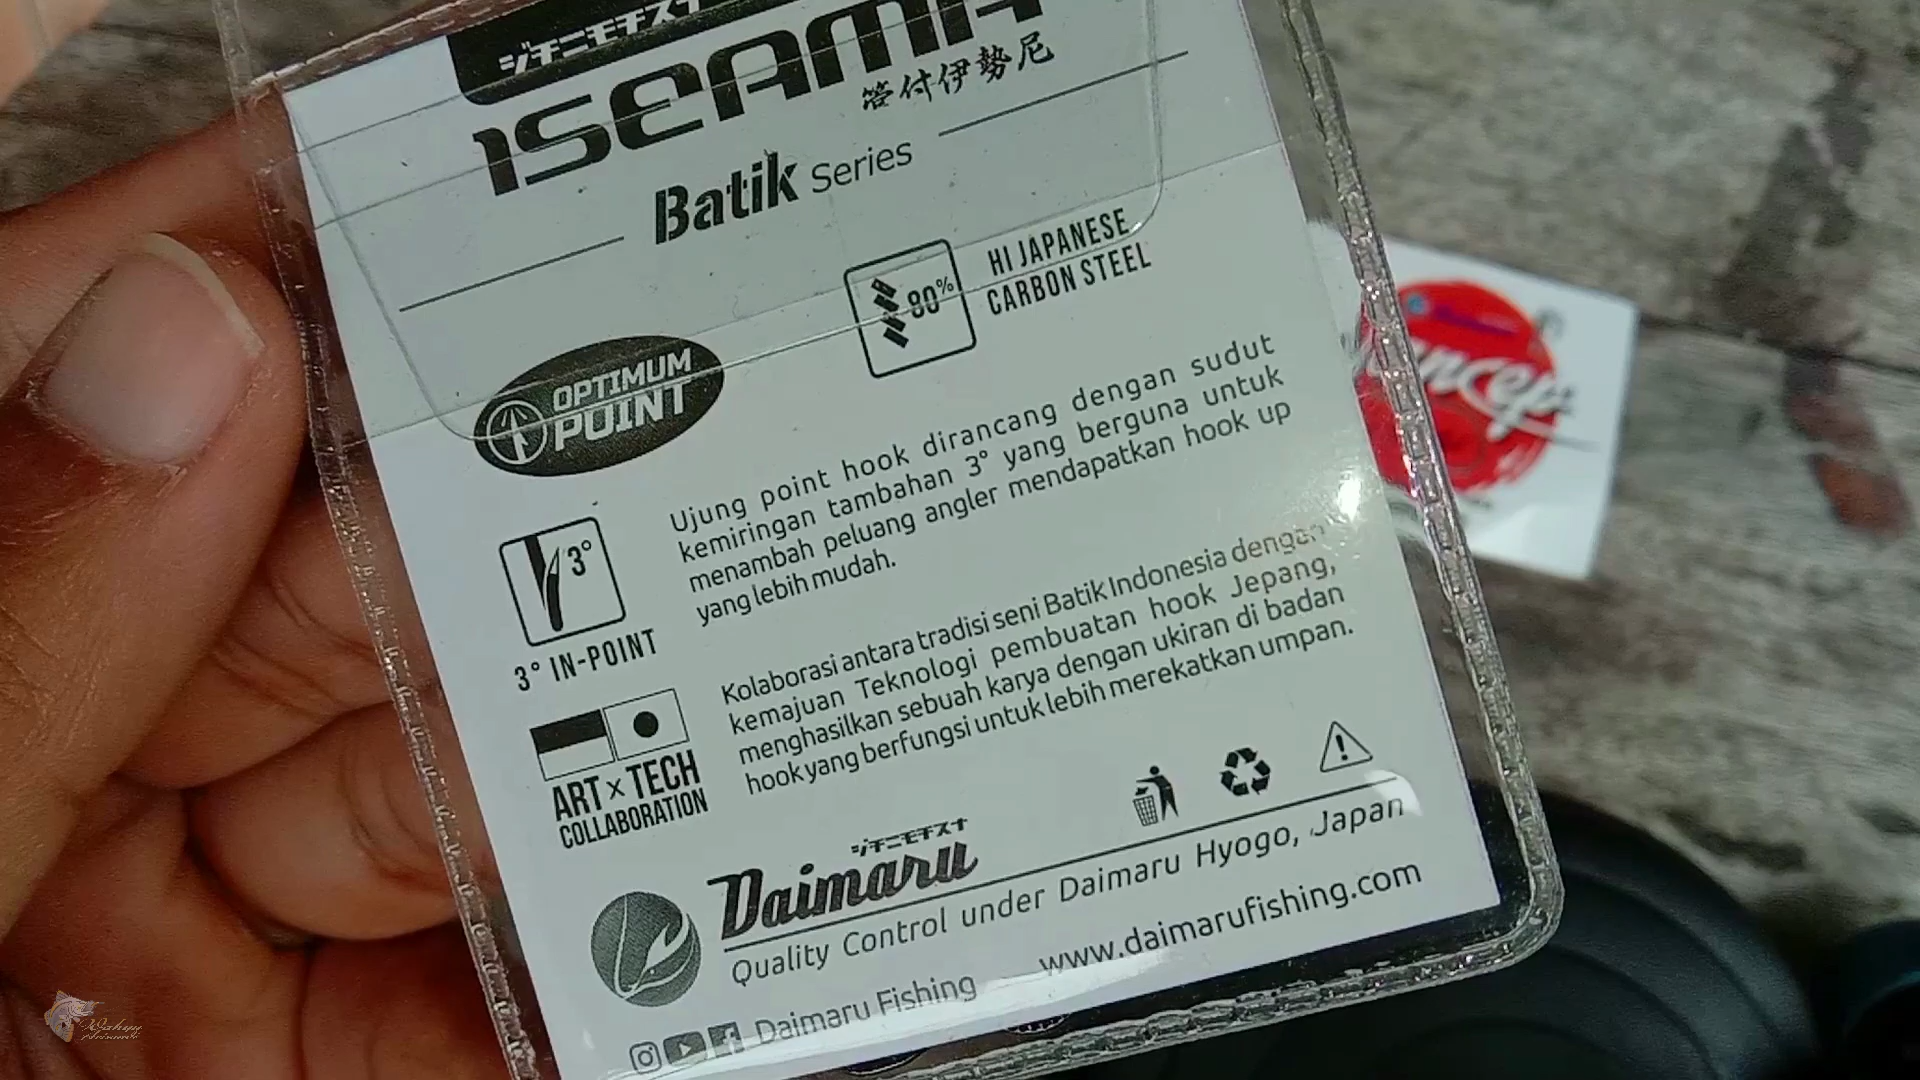 ジチニモチスナ
ISEAMA
管付伊勢尼
Batik Series
80%
HI JAPANESE
CARBON STEEL
OPTIMUM
POINT
Ujung point hook dirancang dengan sudut
kemiringan tambahan 3° yang berguna untuk
menambah peluang angler mendapatkan hook up
yang lebih mudah.
3°
3° IN-POINT
Kolaborasi antara tradisi seni Batik Indonesia dengan
kemajuan Teknologi pembuatan hook Jepang,
menghasilkan sebuah karya dengan ukiran di badan
hook yang berfungsi untuk lebih merekatkan umpan.
ART x TECH
COLLABORATION
ジチニモチスナ
Daimaru
Quality Control under Daimaru Hyogo, Japan
www.daimarufishing.com
Daimaru Fishing